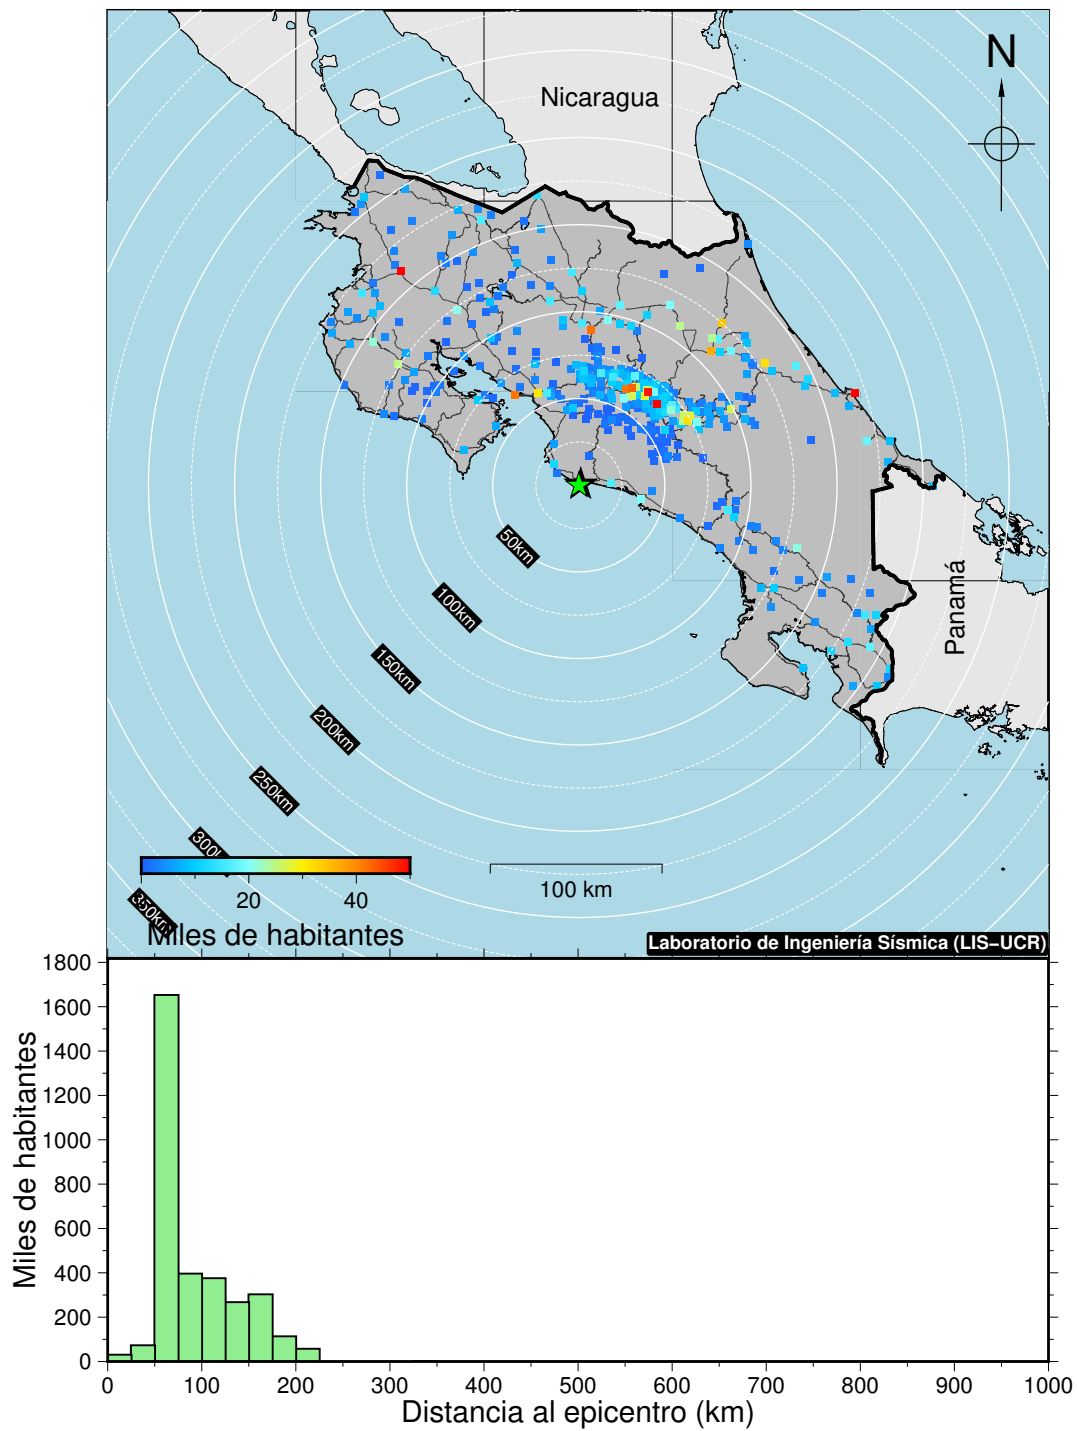 Nicaragua
N
Panamá
50km
100km
150km
200km
250km
350km
20 40
Miles de habitantes
100 km
Laboratorio de Ingeniería Sísmica (LIS−UCR)
Miles de habitantes
1800
1600
1400
1200
1000
800
600
400
200
0
0 100 200 300 400 500 600 700 800 900 1000
Distancia al epicentro (km)